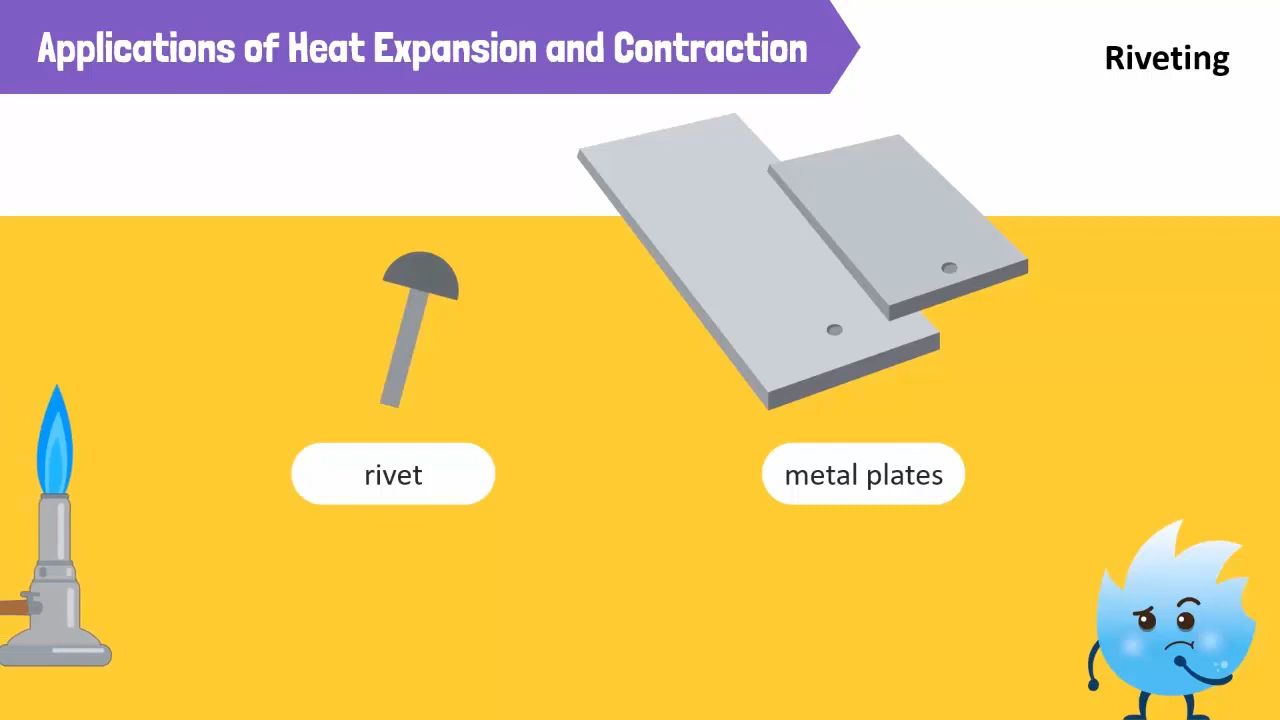 Applications of Heat Expansion and Contraction
Riveting
rivet
metal plates